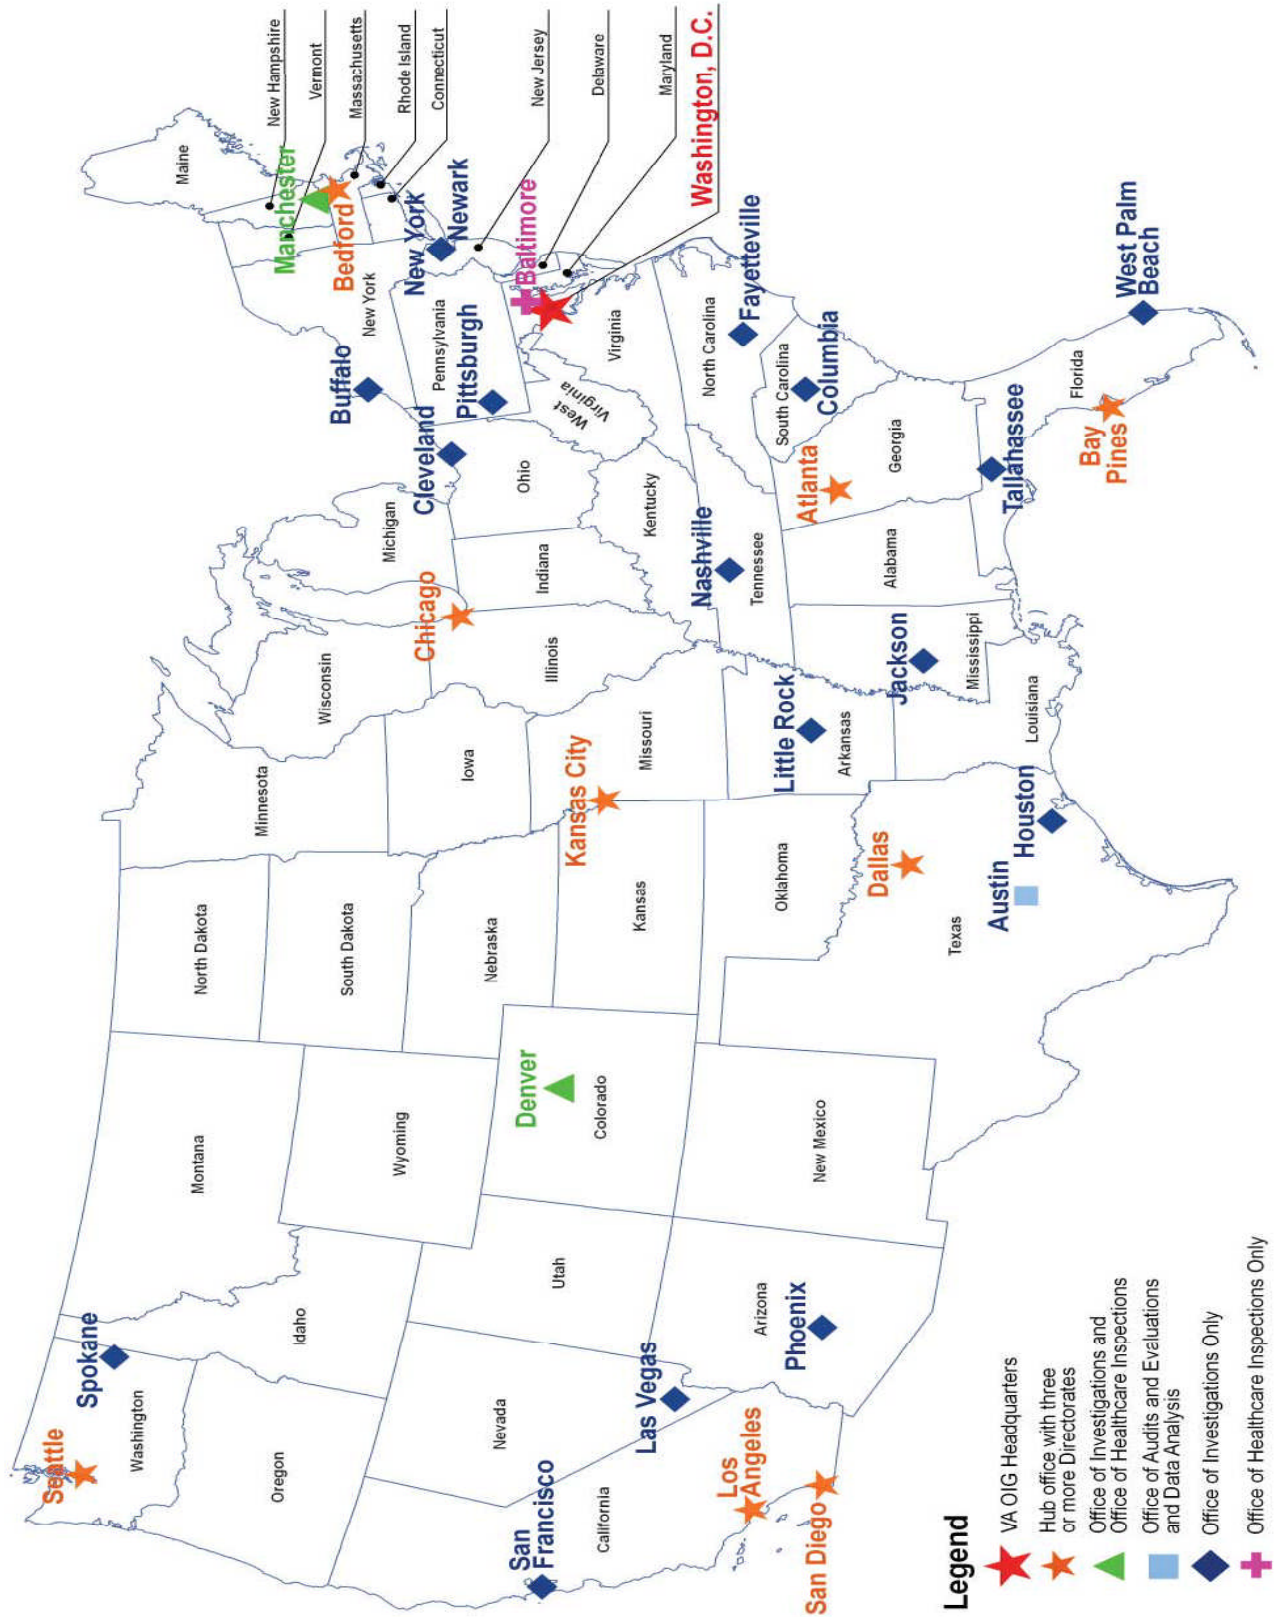 Seattle
Spokane
Washington
Oregon
Idaho
Montana
North Dakota
Minnesota
Wisconsin
Michigan
Maine
New Hampshire
Vermont
Massachusetts
Rhode Island
Connecticut
New Jersey
Delaware
Maryland
Washington, D.C.
Manchester
Bedford
New York
Newark
New York
Buffalo
Pennsylvania
Pittsburgh
Baltimore
Cleveland
Ohio
Indiana
Chicago
Illinois
Iowa
South Dakota
Nebraska
Wyoming
Denver
Colorado
Utah
Nevada
San
Francisco
California
Las Vegas
Los
Angeles
San Diego
Arizona
Phoenix
New Mexico
Kansas
Kansas City
Missouri
Oklahoma
Texas
Dallas
Austin
Houston
Little Rock
Arkansas
Louisiana
Jackson
Mississippi
Alabama
Nashville
Tennessee
Kentucky
West
Virginia
Virginia
North Carolina
Fayetteville
South Carolina
Columbia
Atlanta
Georgia
Tallahassee
Florida
Bay
Pines
West Palm
Beach
Legend
VA OIG Headquarters
Hub office with three
or more Directorates
Office of Investigations and
Office of Healthcare Inspections
Office of Audits and Evaluations
and Data Analysis
Office of Investigations Only
Office of Healthcare Inspections Only